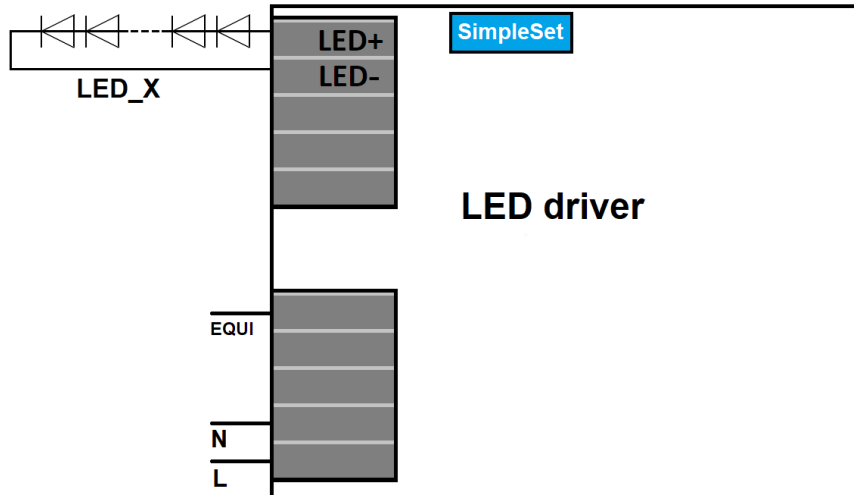 SimpleSet
LED+
LED-
LED_X
LED driver
EQUI
N
L